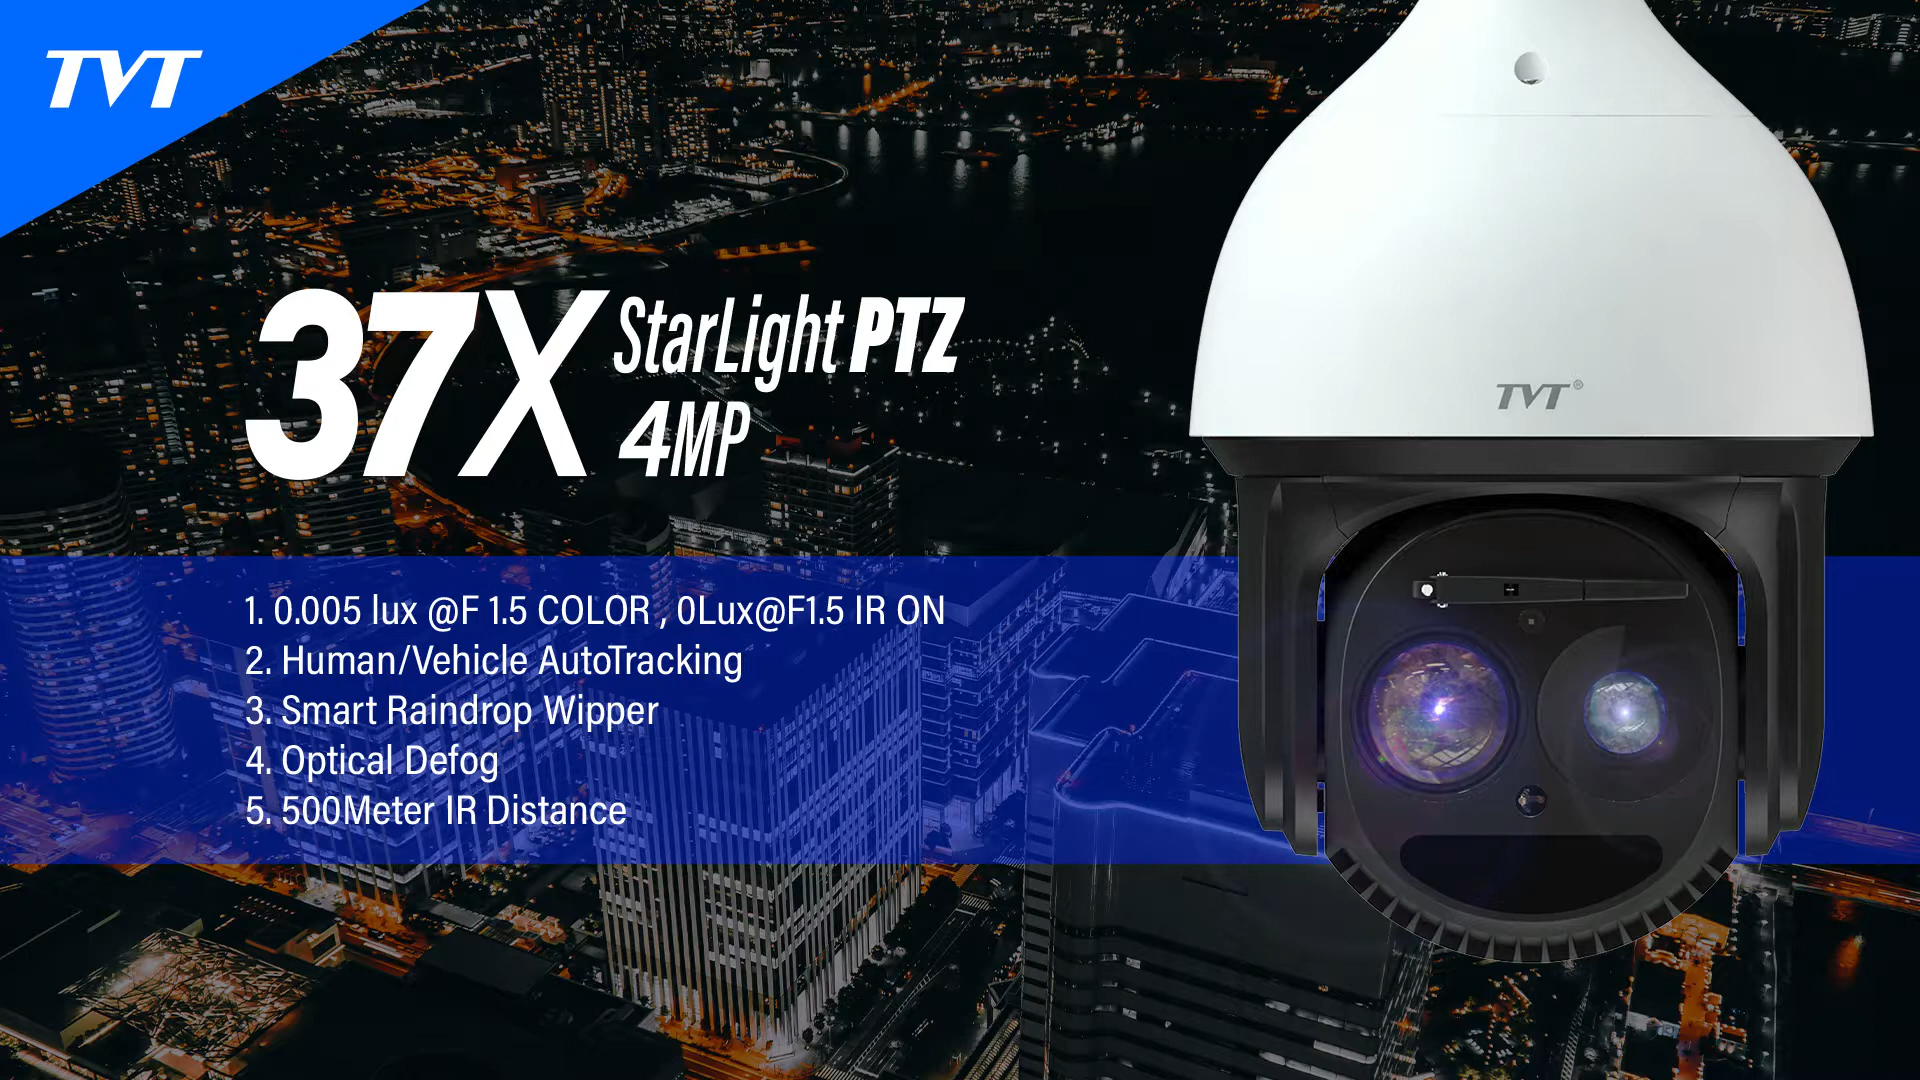 TVT
37X StarLight PTZ
4MP
TVT®
1. 0.005 lux @F 1.5 COLOR , 0Lux@F1.5 IR ON
2. Human/Vehicle AutoTracking
3. Smart Raindrop Wipper
4. Optical Defog
5. 500Meter IR Distance